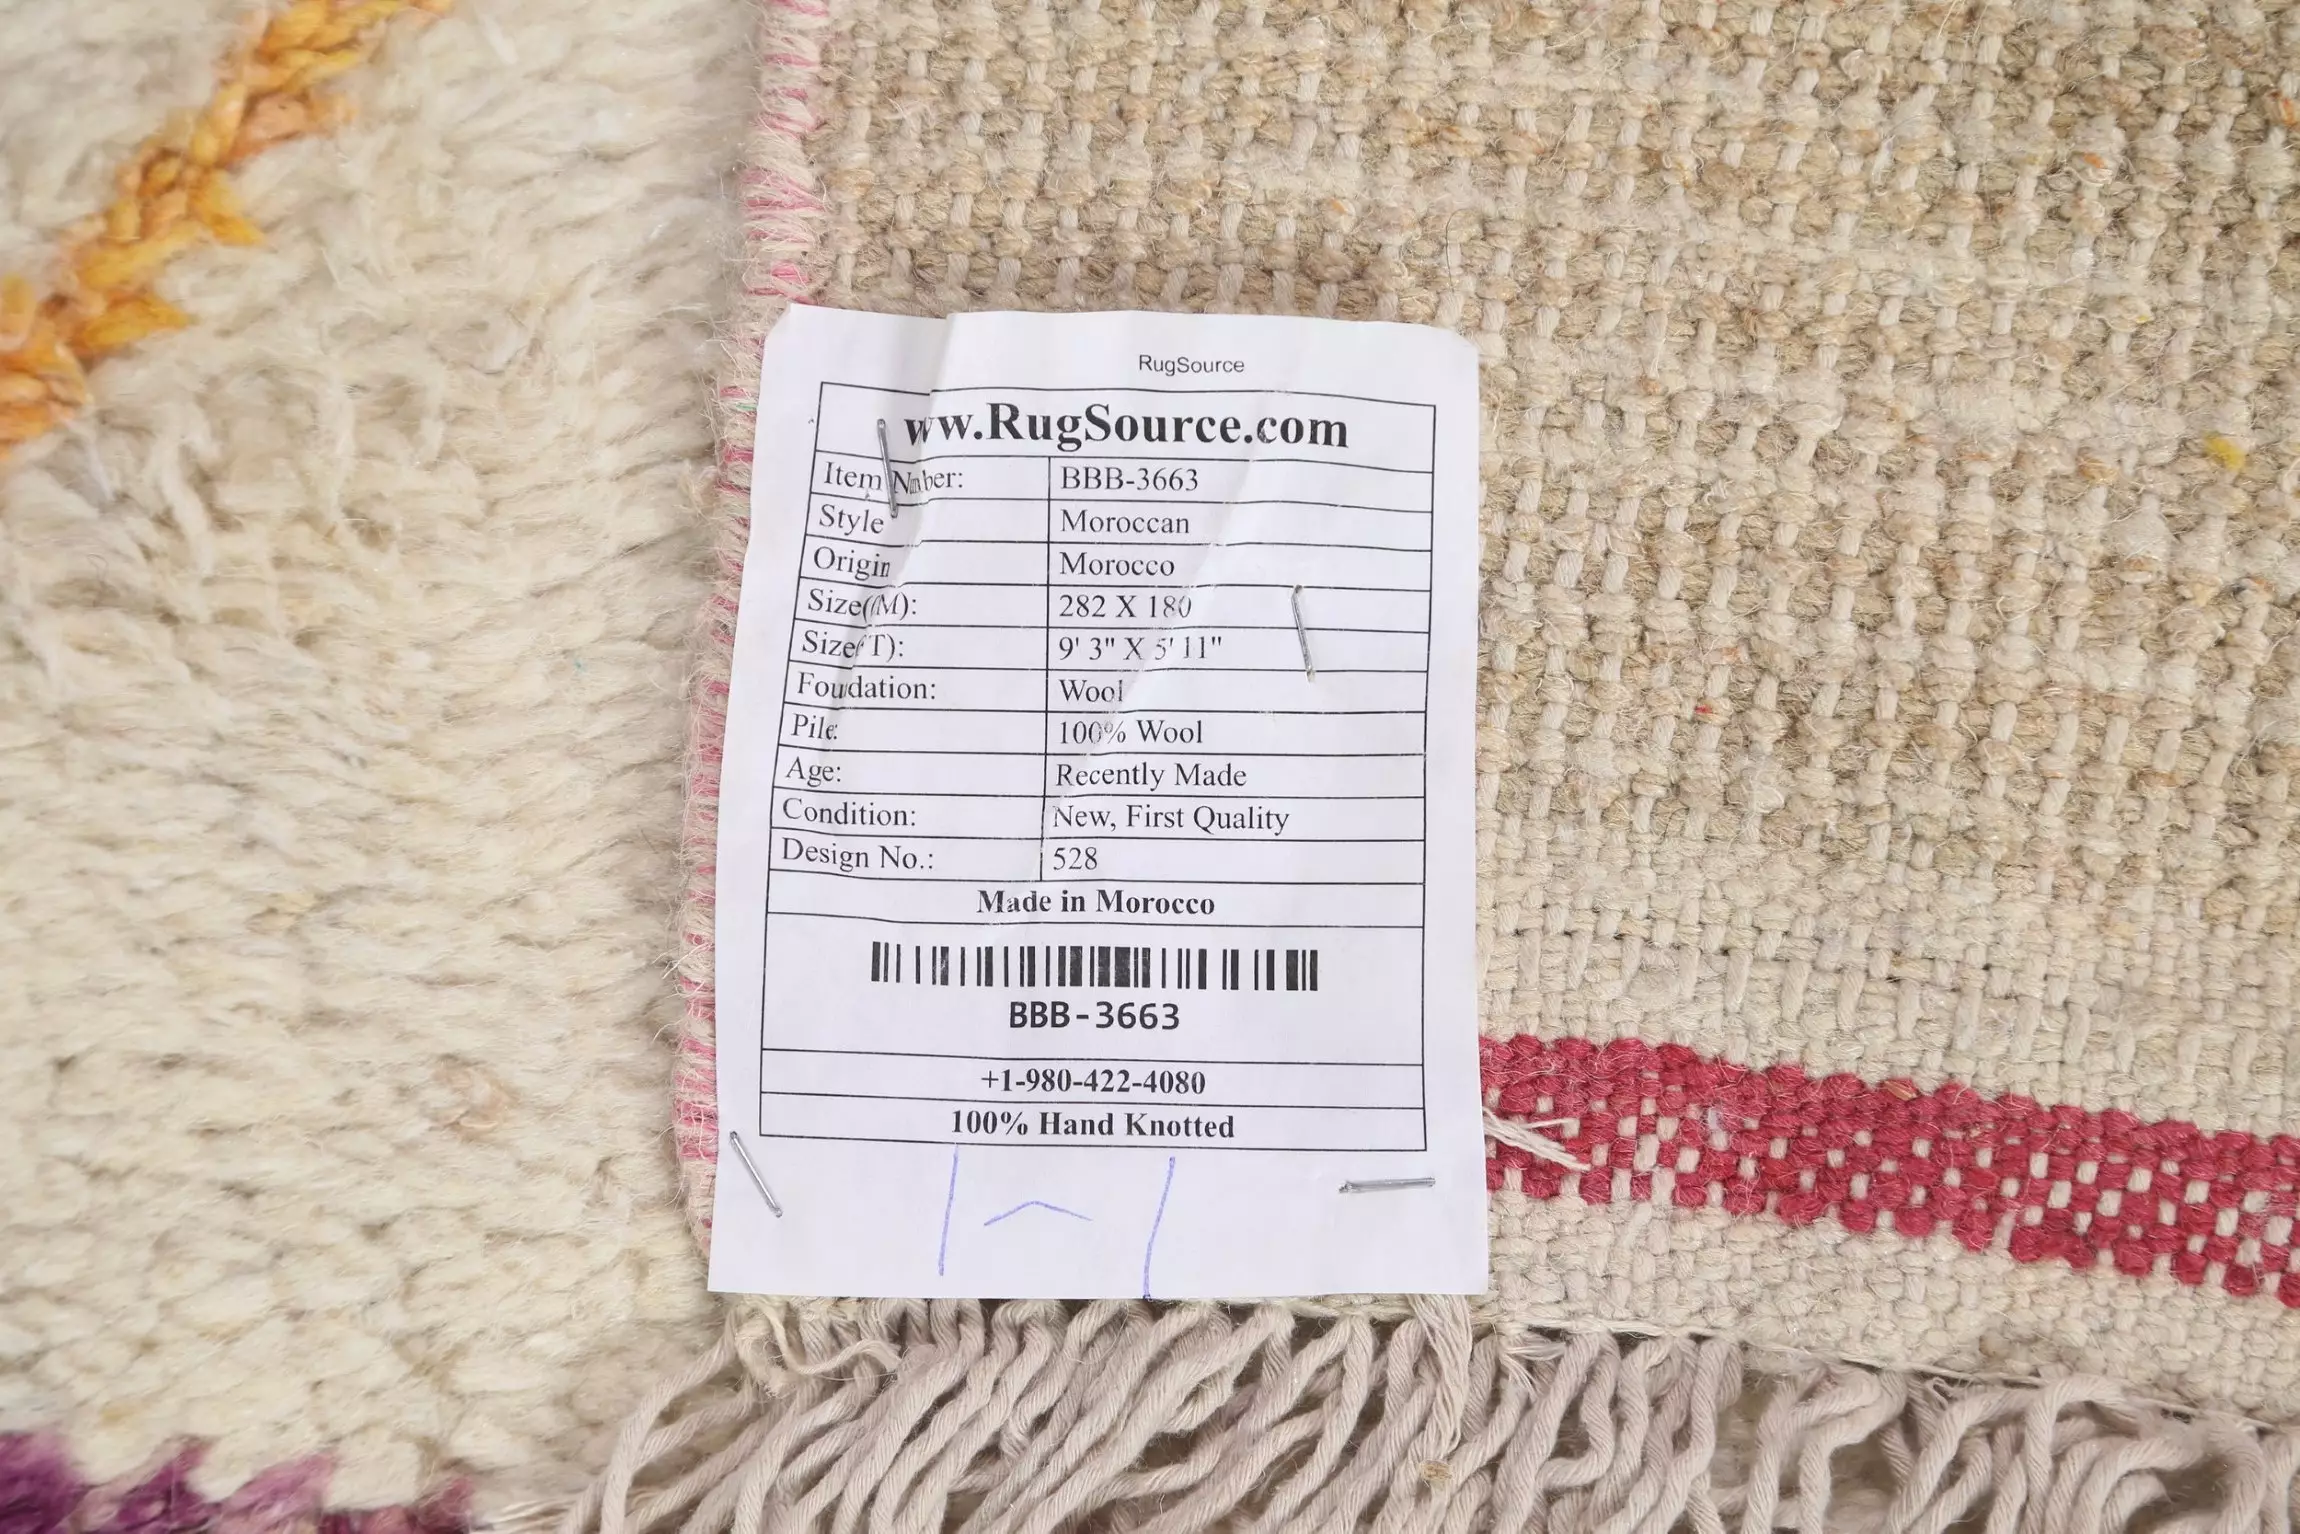 RugSource
ww.RugSource.com
Item Number: BBB-3663
Style Moroccan
Origin Morocco
Size(M): 282 X 180
Size(T): 9' 3" X 5' 11"
Foundation: Wool
Pile: 100% Wool
Age: Recently Made
Condition: New, First Quality
Design No.: 528
Made in Morocco
BBB-3663
+1-980-422-4080
100% Hand Knotted